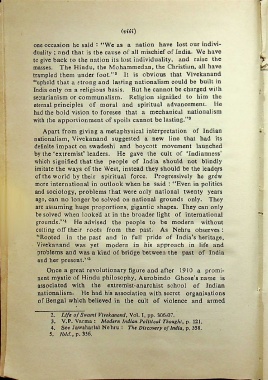 (viii)
one occasion he said : "We as a nation have lost our indivi-
duality ; and that is the cause of all mischief of India. We have
to give back to the nation its lost individuality, and raise the
masses. The Hindu, the Mohamendan, the Christian, all have
trampled them under foot."2 It is obvious that Vivekanand
upheld that a strong and lasting nationalism could be built in
India only on a religious basis. But he cannot be charged with
sectarianism or communalism. Religion signified to him the
eternal principles of moral and spiritual advancement. He
had the bold vision to foresee that a mechanical nationalism
with the apportionment of spoils cannot be lasting."3
Apart from giving a metaphysical interpretation of Indian
nationalism, Vivekanand suggested a new line that had its
definite impact on swadeshi and boycott movement launched
by the 'extremist' leaders. He gave the cult of 'Indianness'
which signified that the people of India should not blindly
imitate the ways of the West, instead they should be the leaders
of the world by their spiritual force. Progressively he grew
more international in outlook when he said : "Even in politics
and sociology, problems that were only national twenty years
ago, can no longer be solved on national grounds only. They
are assuming huge proportions, gigantic shapes. They can only
be solved when looked at in the broader light of international
grounds."4 He advised the people to be modern without
cutting off their roots from the past. As Nehru observes :
"Rooted in the past and in full pride of India's heritage,
Vivekanand was yet modern in his approach in life and
problems and was a kind of bridge between the past of India
and her present."5
Once a great revolutionary figure and after 1910 a promi-
nent mystic of Hindu philosophy, Aurobindo Ghose's name is
associated with the extremist-anarchist school of Indian
nationalism. He had his association with secret organisations
of Bengal which believed in the cult of violence and armed
2. Life of Swami Vivekanand, Vol. I, pp. 306-07.
3. V.P. Varma : Modern Indian Political Thought, p. 121.
4. See Jawaharlal Nehru : The Discovery of India, p. 338.
5. Ibid., p. 336.